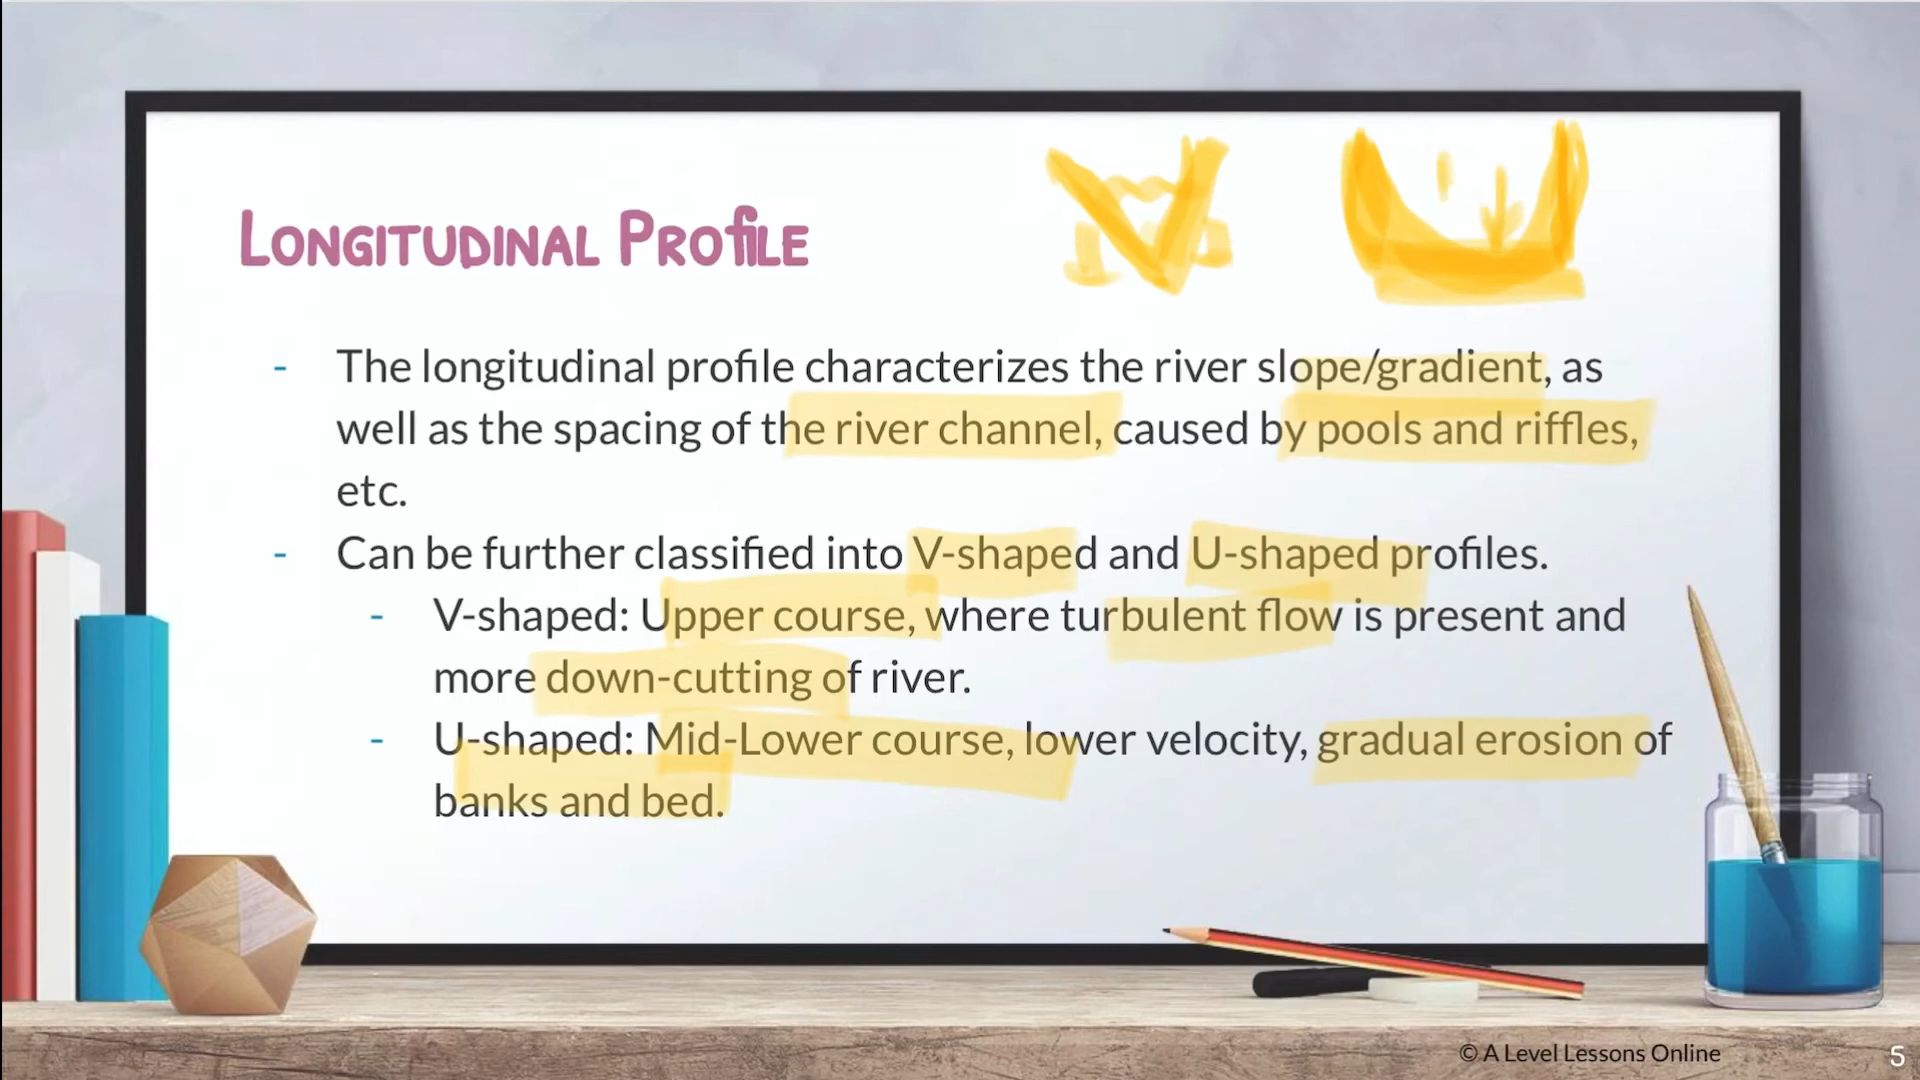 Longitudinal Profile
- The longitudinal profile characterizes the river slope/gradient, as
well as the spacing of the river channel, caused by pools and riffles,
etc.
- Can be further classified into V-shaped and U-shaped profiles.
- V-shaped: Upper course, where turbulent flow is present and
more down-cutting of river.
- U-shaped: Mid-Lower course, lower velocity, gradual erosion of
banks and bed.
© A Level Lessons Online
5